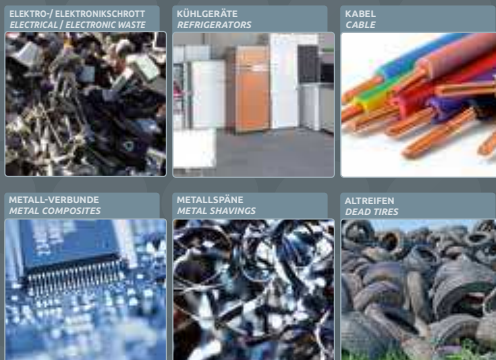 ELEKTRO-/ ELEKTRONIKSCHROTT
ELECTRICAL/ ELECTRONIC WASTE
KÜHLGERÄTE
REFRIGERATORS
KABEL
CABLE
METALL-VERBUNDE
METAL COMPOSITES
METALLSPÄNE
METAL SHAVINGS
ALTREIFEN
DEAD TIRES